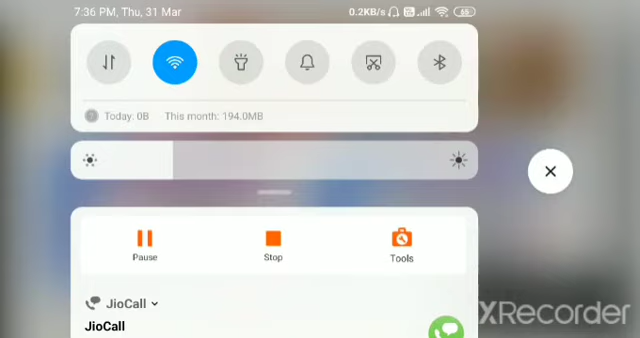 7:36 PM, Thu, 31 Mar
0.2KB/s
65
Today: 0B This month: 194.0MB
Pause
Stop
Tools
JioCall
JioCall
XRecorder